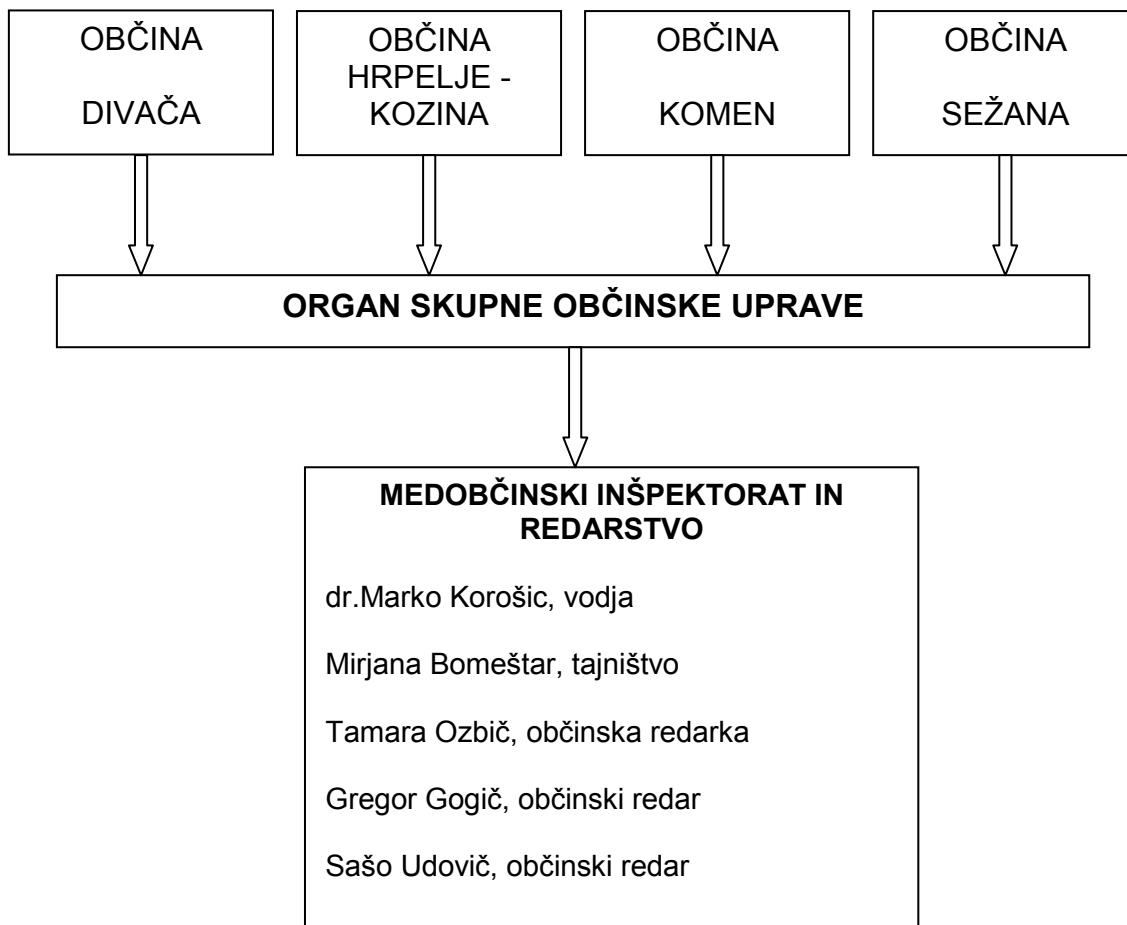 OBČINA
DIVAČA
OBČINA
HRPELJE -
KOZINA
OBČINA
KOMEN
OBČINA
SEŽANA
ORGAN SKUPNE OBČINSKE UPRAVE
MEDOBČINSKI INŠPEKTORAT IN
REDARSTVO
dr.Marko Korošic, vodja
Mirjana Bomeštar, tajništvo
Tamara Ozbič, občinska redarka
Gregor Gogič, občinski redar
Sašo Udovič, občinski redar